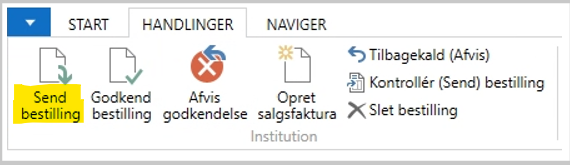 START HANDLINGER NAVIGER
Send bestilling
Godkend bestilling
Afvis godkendelse
Opret salgsfaktura
Tilbagekald (Afvis)
Kontrollér (Send) bestilling
Slet bestilling
Institution